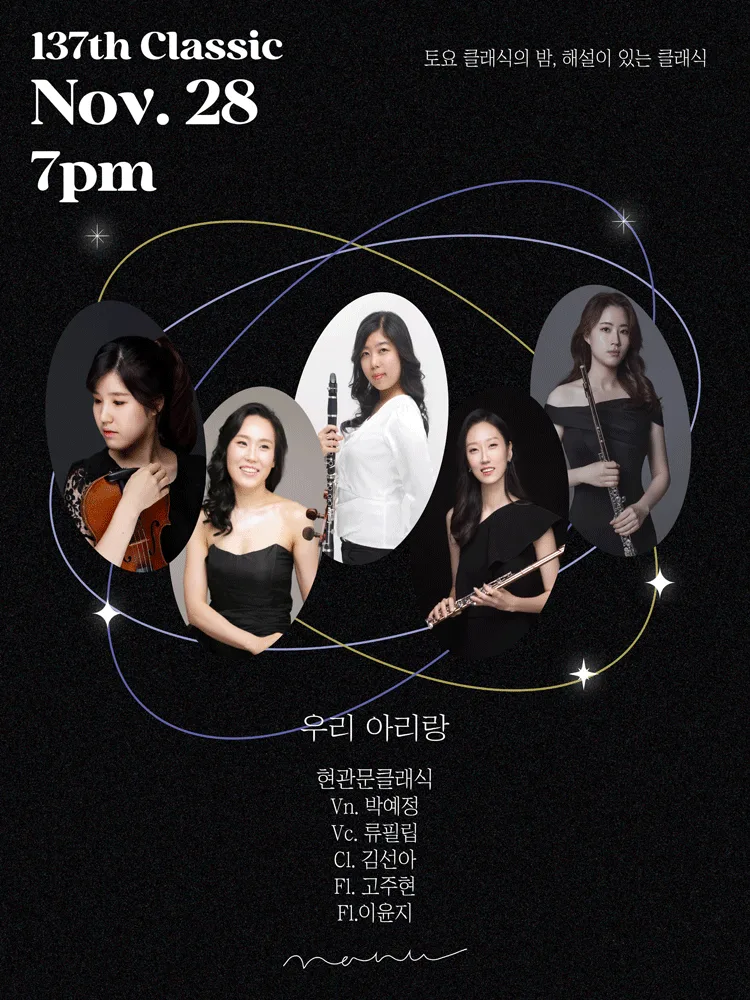 137th Classic
Nov. 28
7pm
토요 클래식의 밤, 해설이 있는 클래식
우리 아리랑
현관문클래식
Vn. 박예정
Vc. 류필립
Cl. 김선아
Fl. 고주현
Fl.이윤지